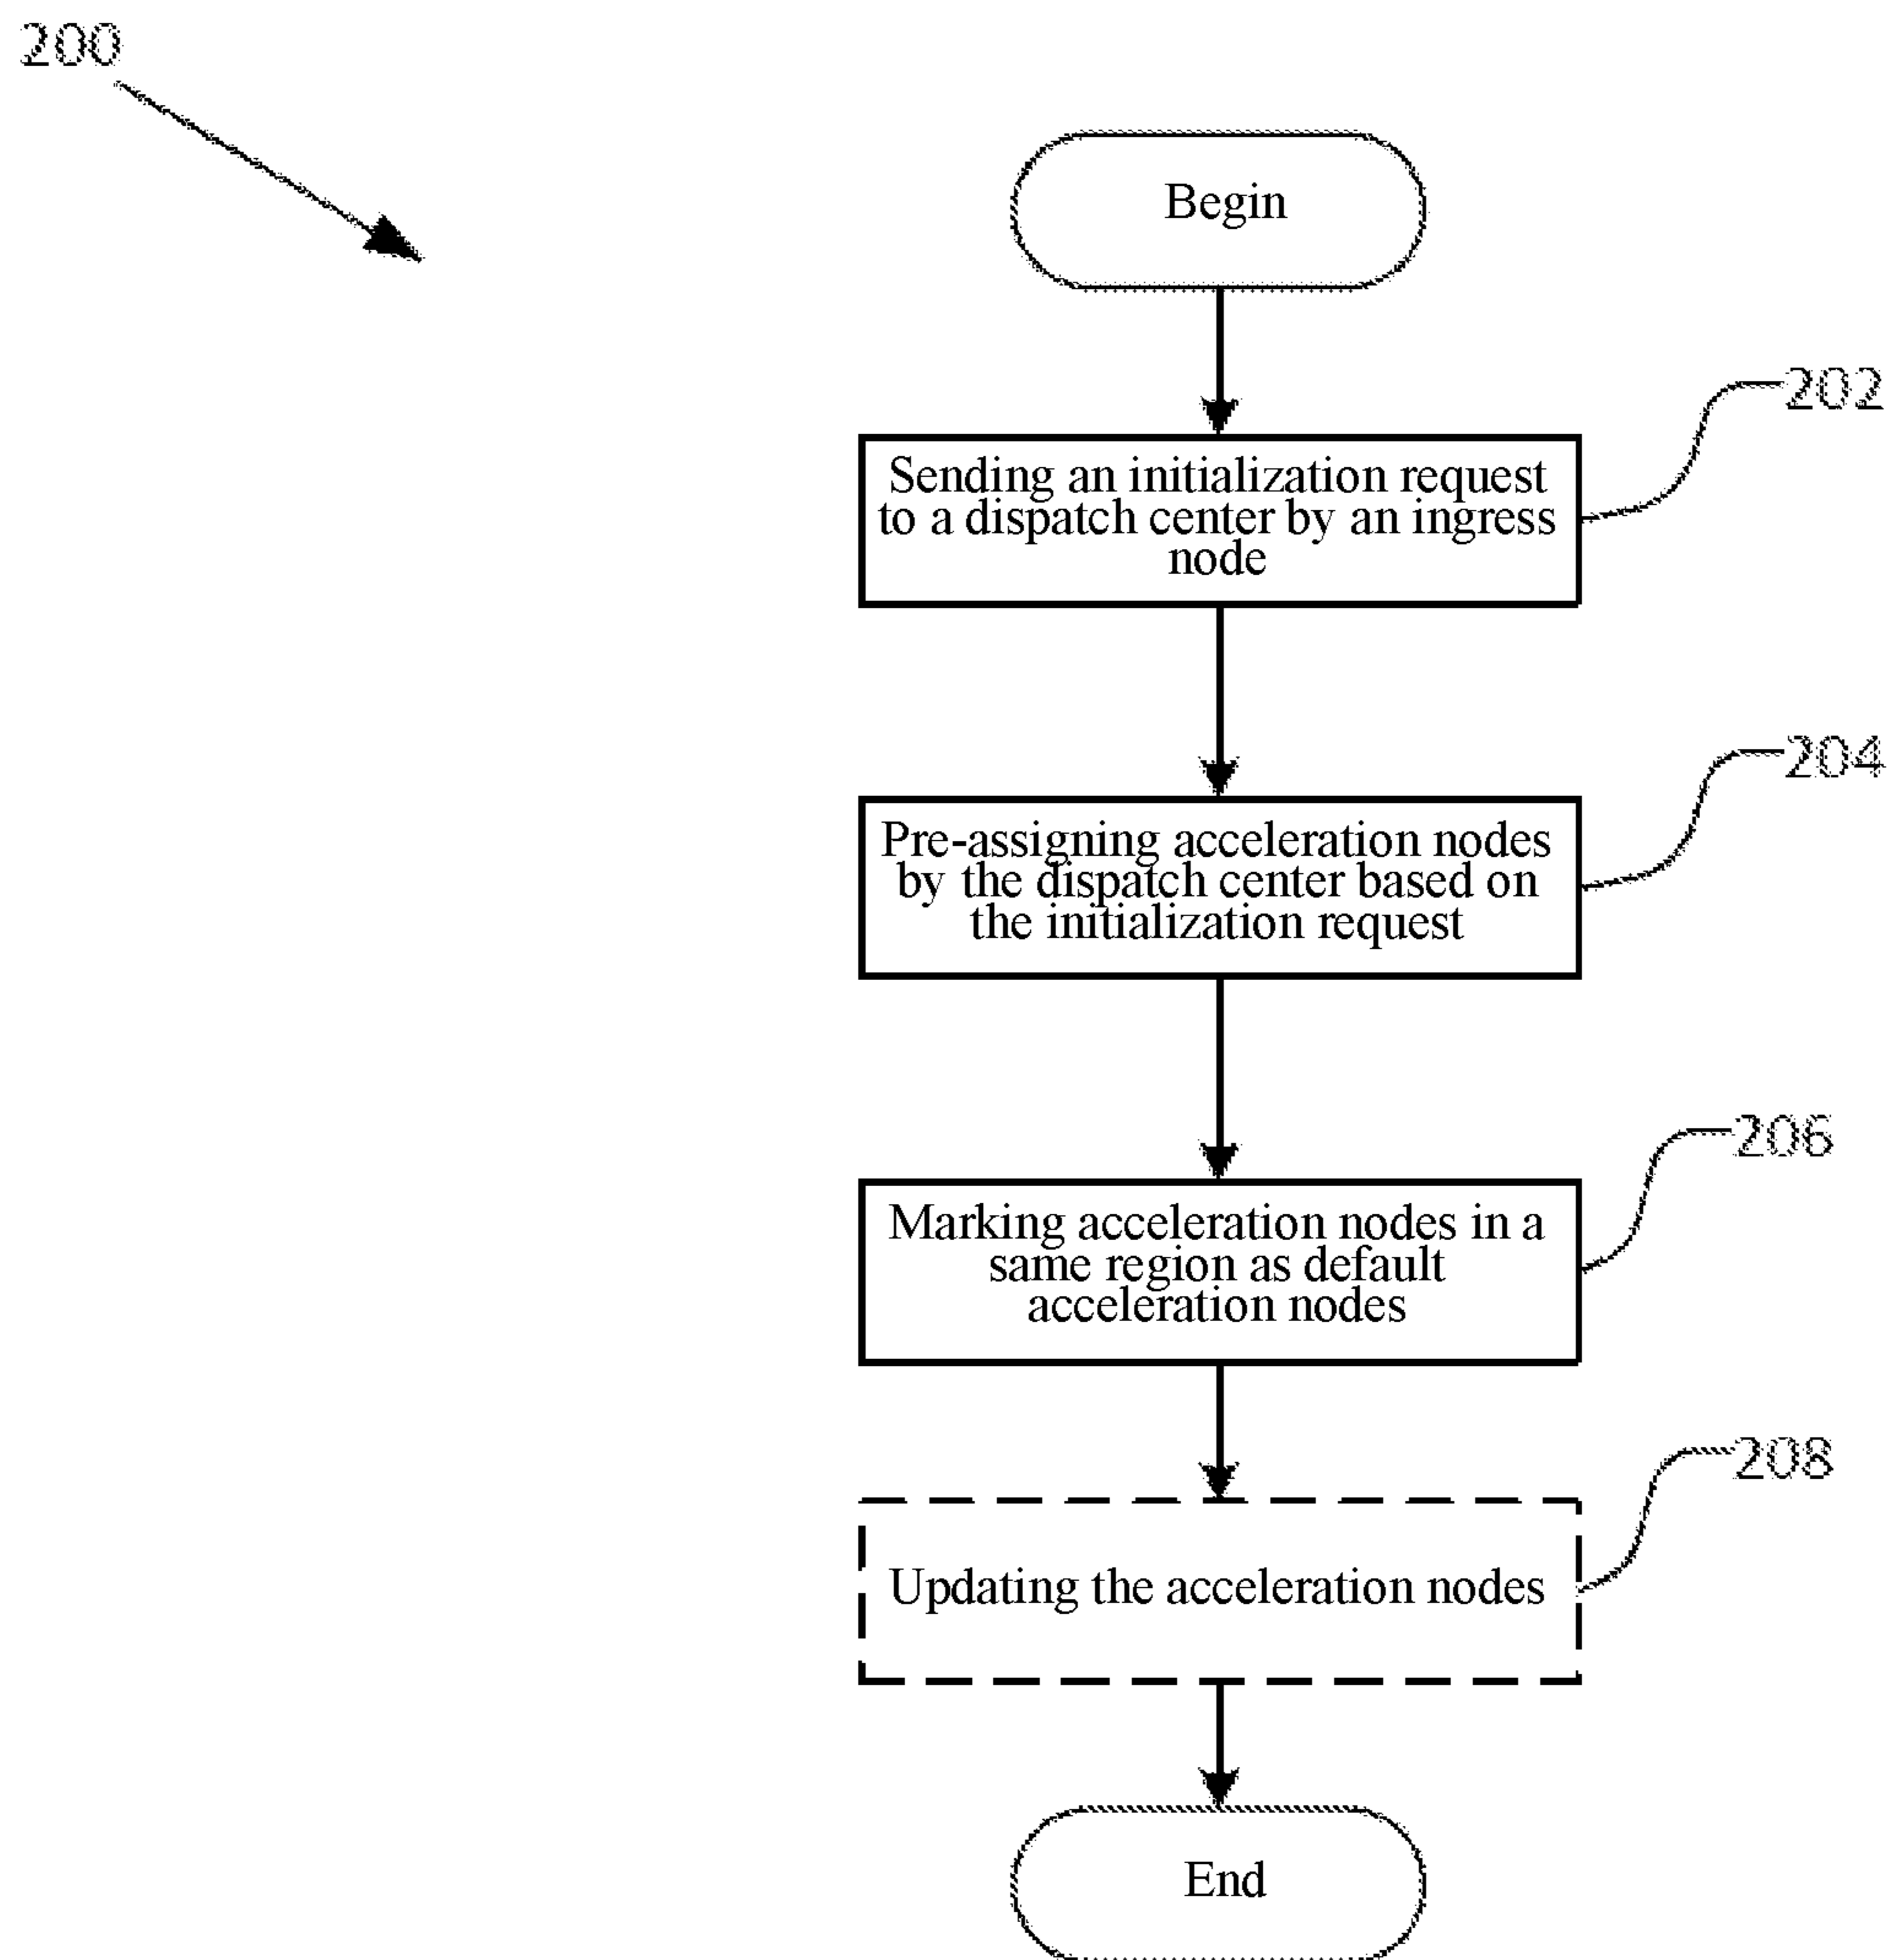 200
Begin
202
Sending an initialization request
to a dispatch center by an ingress
node
204
Pre-assigning acceleration nodes
by the dispatch center based on
the initialization request
206
Marking acceleration nodes in a
same region as default
acceleration nodes
208
Updating the acceleration nodes
End